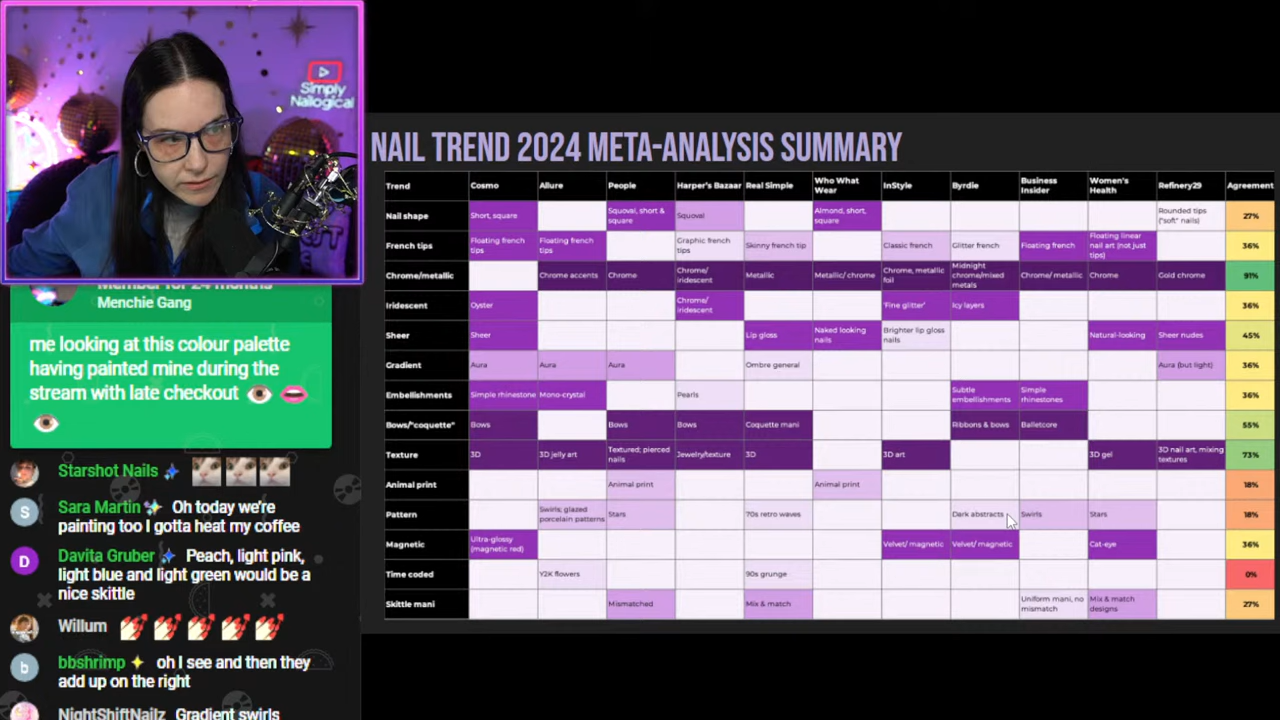 Simply
Nailogical
Member for 24 months
Menchie Gang
me looking at this colour palette
having painted mine during the
stream with late checkout 👁️ 👄
👁️
Starshot Nails
S Sara Martin Oh today we're
painting too I gotta heat my coffee
D Davita Gruber Peach, light pink,
light blue and light green would be a
nice skittle
Willum 💅 💅 💅 💅 💅
b bbshrimp oh I see and then they
add up on the right
NightShiftNailz Gradient swirls
NAIL TREND 2024 META-ANALYSIS SUMMARY
Trend Cosmo Allure People Harper's Bazaar Real Simple Who What Wear InStyle Byrdie Business Insider Women's Health Refinery29 Agreement
Nail shape Short, square Squoval, short & square Squoval Almond, short, square Rounded tips ("soft" nails) 27%
French tips Floating french tips Floating french tips Graphic french tips Skinny french tip Classic french Glitter french Floating french Floating linear nail art (not just tips) 36%
Chrome/metallic Chrome accents Chrome Chrome/ iridescent Metallic Metallic/ chrome Chrome, metallic foil Midnight chrome/mixed metals Chrome/ metallic Chrome Gold chrome 91%
Iridescent Oyster Chrome/ iridescent 'Fine glitter' Icy layers 36%
Sheer Sheer Lip gloss Naked looking nails Brighter lip gloss nails Natural-looking Sheer nudes 45%
Gradient Aura Aura Aura Ombre general Aura (but light) 36%
Embellishments Simple rhinestone Mono-crystal Pearls Subtle embellishments Simple rhinestones 36%
Bows/"coquette" Bows Bows Bows Coquette mani Ribbons & bows Balletcore 55%
Texture 3D 3D jelly art Textured; pierced nails Jewelry/texture 3D 3D art 3D gel 3D nail art, mixing textures 73%
Animal print Animal print Animal print 18%
Pattern Swirls; glazed porcelain patterns Stars 70s retro waves Dark abstracts Swirls Stars 18%
Magnetic Ultra-glossy (magnetic red) Velvet/ magnetic Velvet/ magnetic Cat-eye 36%
Time coded Y2K flowers 90s grunge 0%
Skittle mani Mismatched Mix & match Uniform mani, no mismatch Mix & match designs 27%